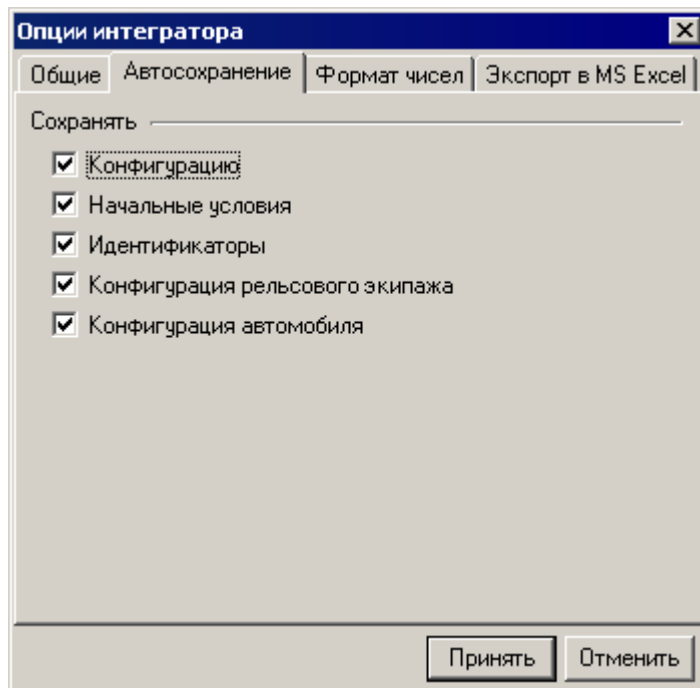 Опции интегратора
Общие Автосохранение Формат чисел Экспорт в MS Excel
Сохранять
Конфигурацию
Начальные условия
Идентификаторы
Конфигурация рельсового экипажа
Конфигурация автомобиля
Принять Отменить